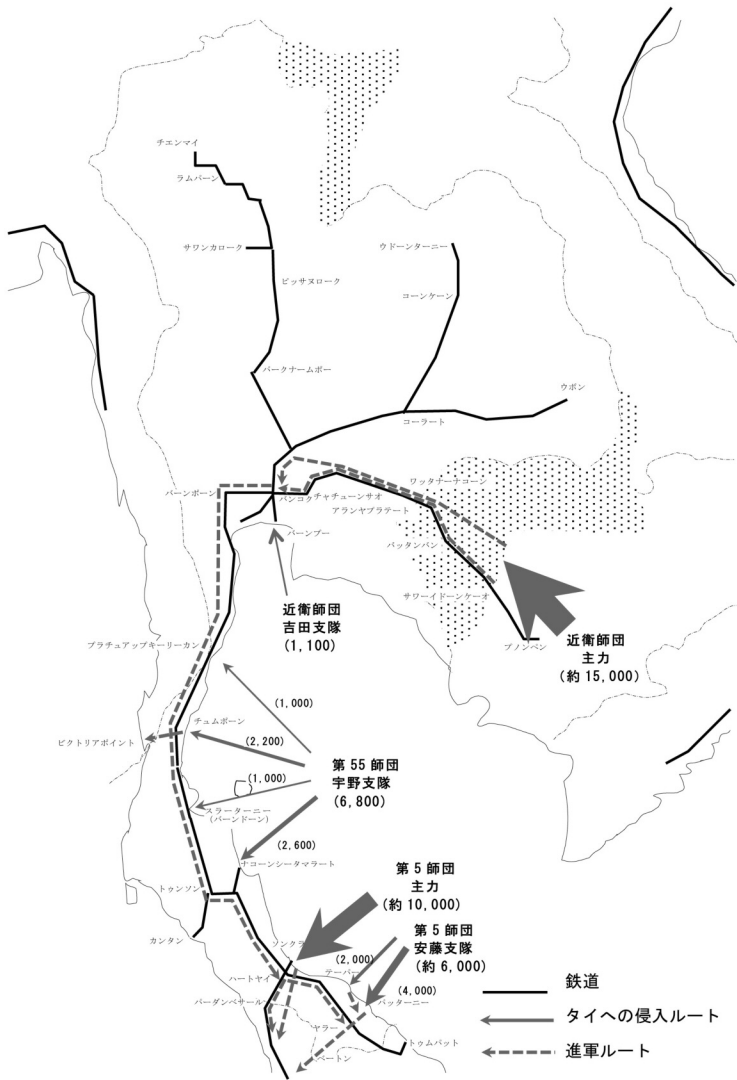 チエンマイ
ラムパーン
サワンカローク
ピッサヌローク
ウドーンターニー
コーンケーン
パークナームポー
ウボン
コーラート
バーンポーン
バンコク
チャチューンサオ
ワッタナーナコーン
アランヤプラテート
バーンプー
バッタンバン
サワーイドーンケーオ
プノンペン
近衛師団
吉田支隊
(1,100)
近衛師団
主力
(約15,000)
プラチュアップキーリーカン
(1,000)
チュムポーン
ビクトリアポイント
(2,200)
第55師団
宇野支隊
(6,800)
(1,000)
スラーターニー
(バーンドーン)
(2,600)
ナコーンシータマラート
トゥンソン
カンタン
第5師団
主力
(約10,000)
第5師団
安藤支隊
(約6,000)
ソンクラ
(2,000)
テーパー
(4,000)
ハートヤイ
パーダンベサール
パッターニー
ヤラー
ベートン
トゥムパット
鉄道
タイへの侵入ルート
進軍ルート